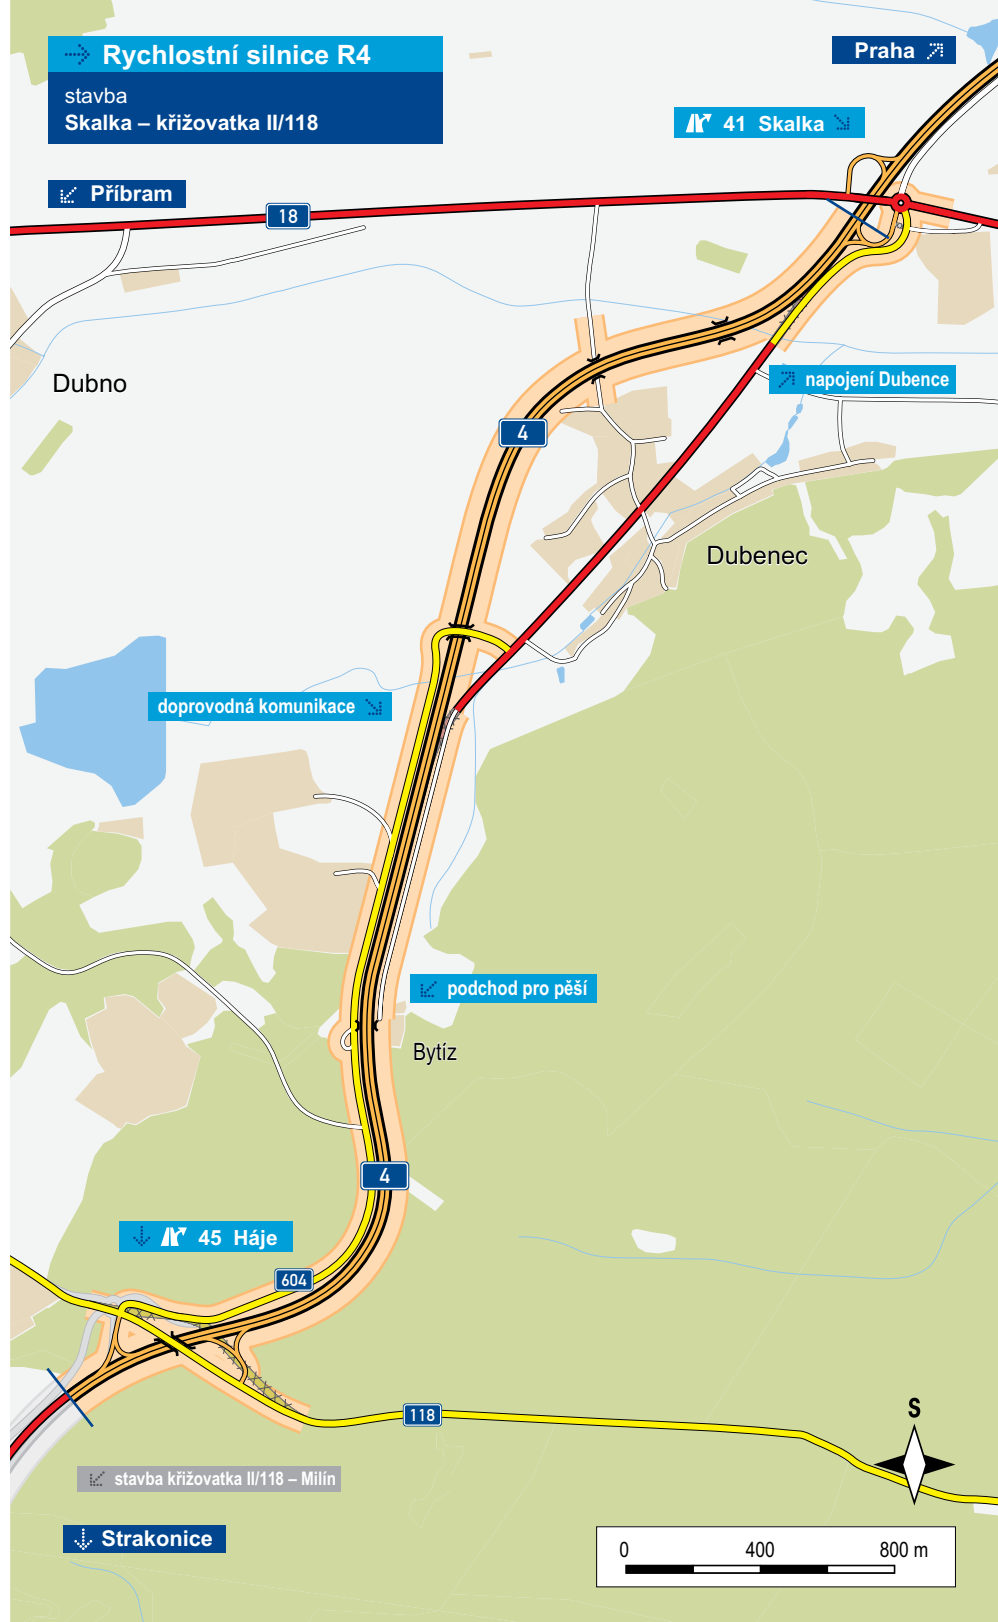 Rychlostní silnice R4
stavba
Skalka – křižovatka II/118
Praha
41 Skalka
Příbram
18
Dubno
napojení Dubence
4
Dubenec
doprovodná komunikace
podchod pro pěší
Bytíz
4
45 Háje
604
118
S
stavba křižovatka II/118 – Milín
Strakonice
0 400 800 m